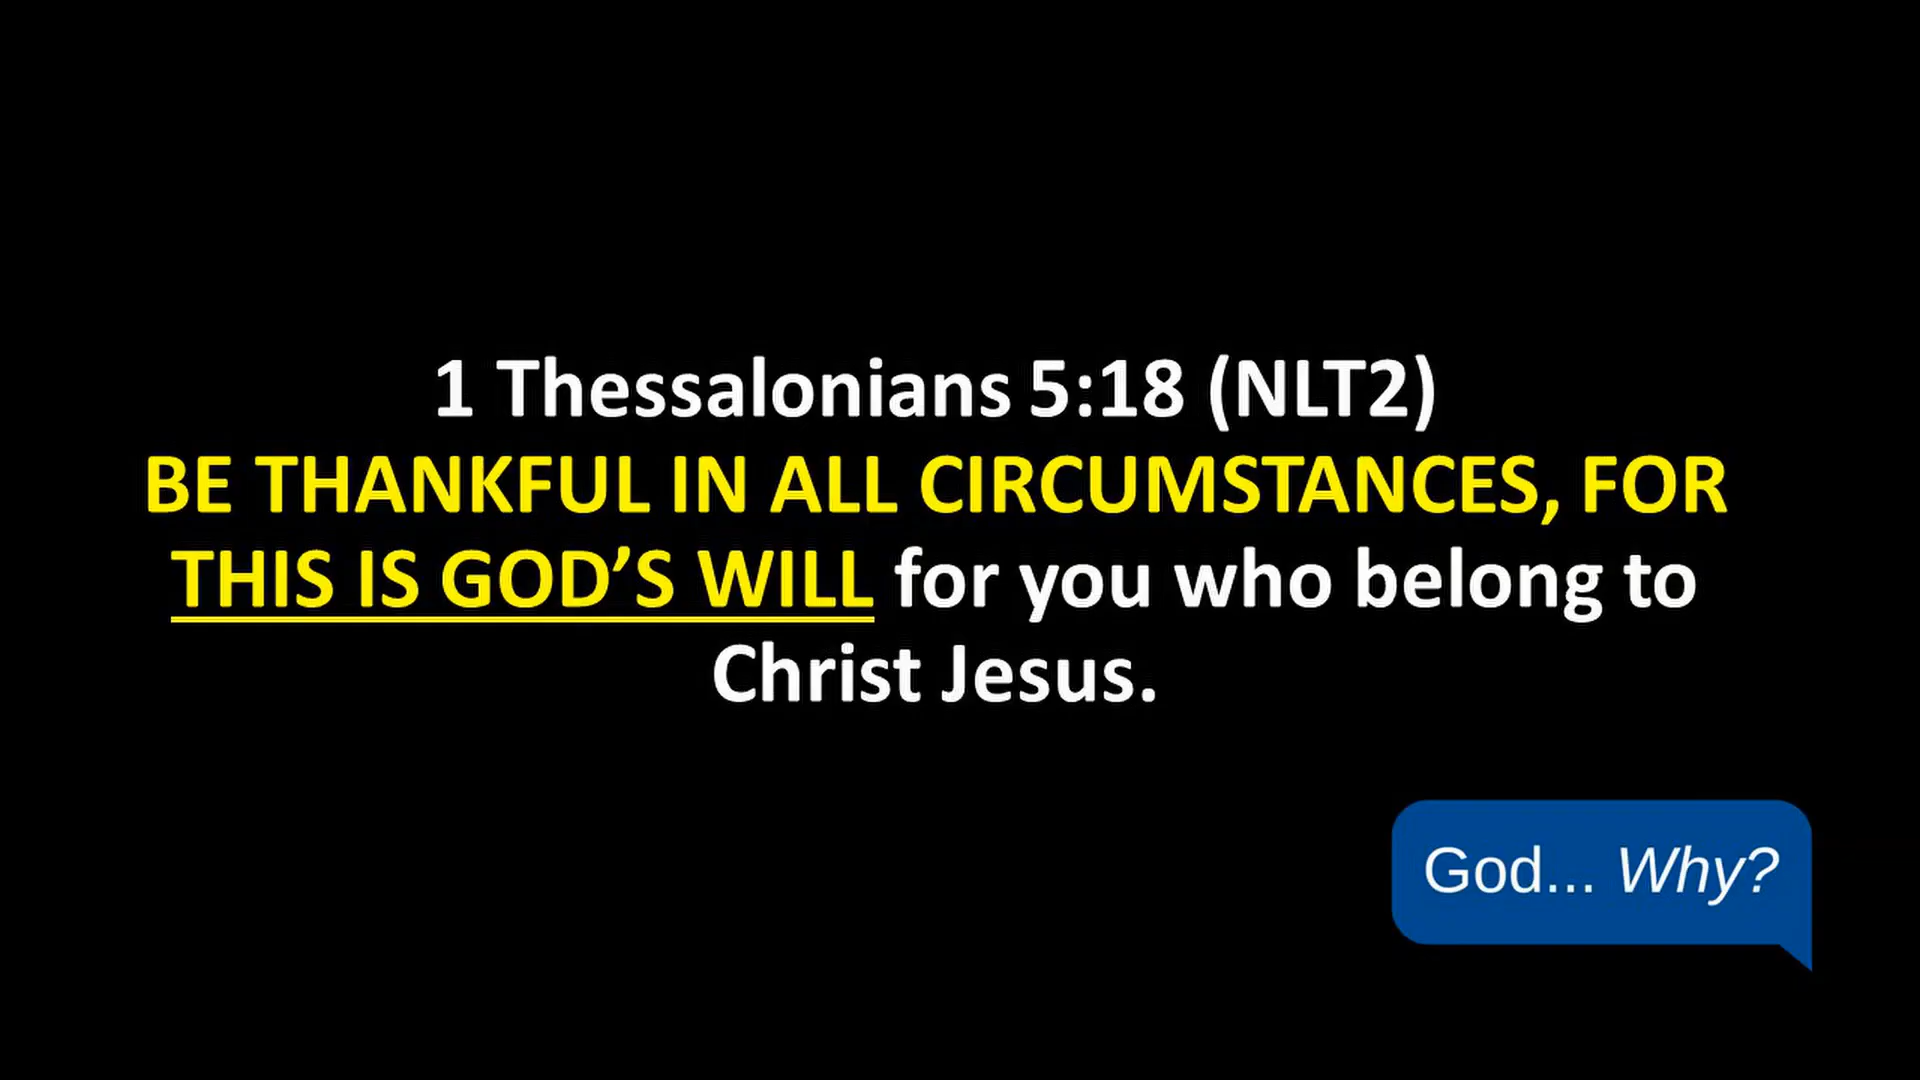 1 Thessalonians 5:18 (NLT2)
BE THANKFUL IN ALL CIRCUMSTANCES, FOR
THIS IS GOD’S WILL for you who belong to
Christ Jesus.
God... Why?